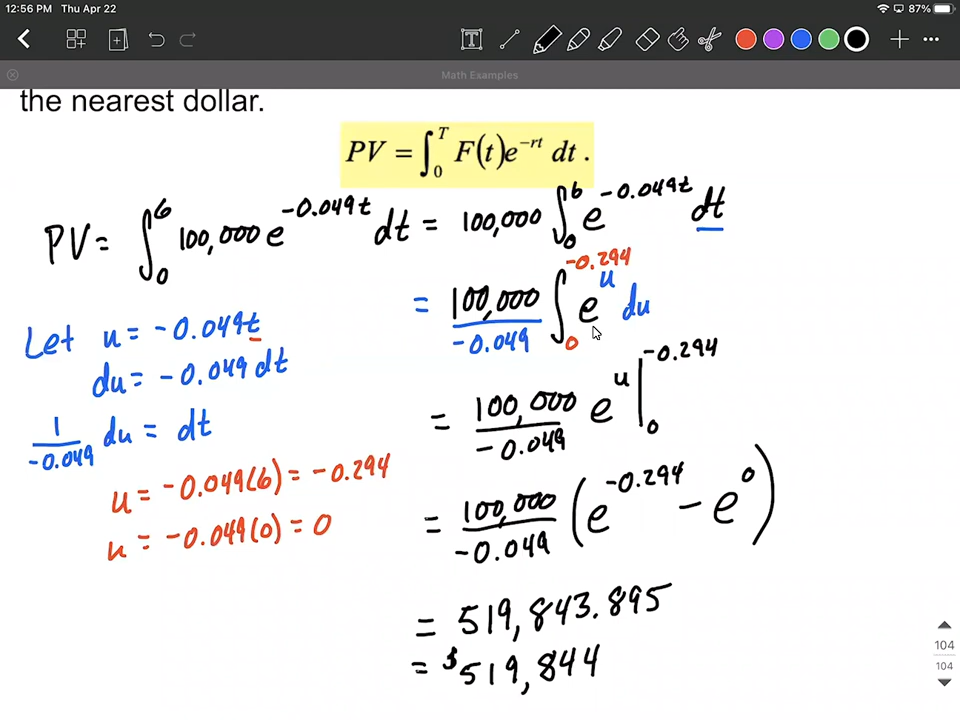 12:56 PM Thu Apr 22
87%
Math Examples
the nearest dollar.
PV = ∫₀ᵀ F(t)e^{-rt} dt .
PV = ∫₀⁶ 100,000 e^{-0.049t} dt = 100,000 ∫₀⁶ e^{-0.049t} dt
= 100,000/-0.049 ∫₀^{-0.294} e^u du
Let u = -0.049t
du = -0.049 dt
1/-0.049 du = dt
u = -0.049(6) = -0.294
u = -0.049(0) = 0
= 100,000/-0.049 e^u |₀^{-0.294}
= 100,000/-0.049 (e^{-0.294} - e^0)
= 519,843.895
= $519,844
104
104